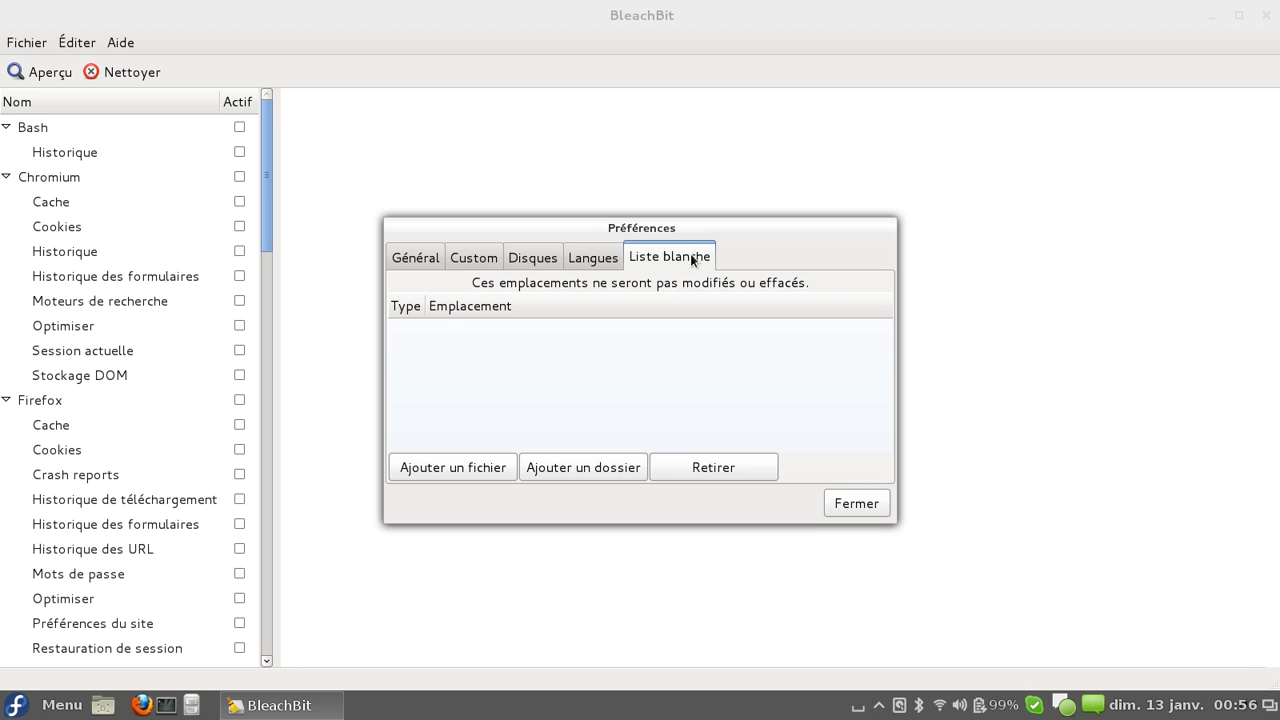 BleachBit
Fichier Éditer Aide
Aperçu Nettoyer
Nom Actif
Bash
Historique
Chromium
Cache
Cookies
Historique
Historique des formulaires
Moteurs de recherche
Optimiser
Session actuelle
Stockage DOM
Firefox
Cache
Cookies
Crash reports
Historique de téléchargement
Historique des formulaires
Historique des URL
Mots de passe
Optimiser
Préférences du site
Restauration de session
Préférences
Général Custom Disques Langues Liste blanche
Ces emplacements ne seront pas modifiés ou effacés.
Type Emplacement
Ajouter un fichier Ajouter un dossier Retirer
Fermer
Menu BleachBit 99% dim. 13 janv. 00:56